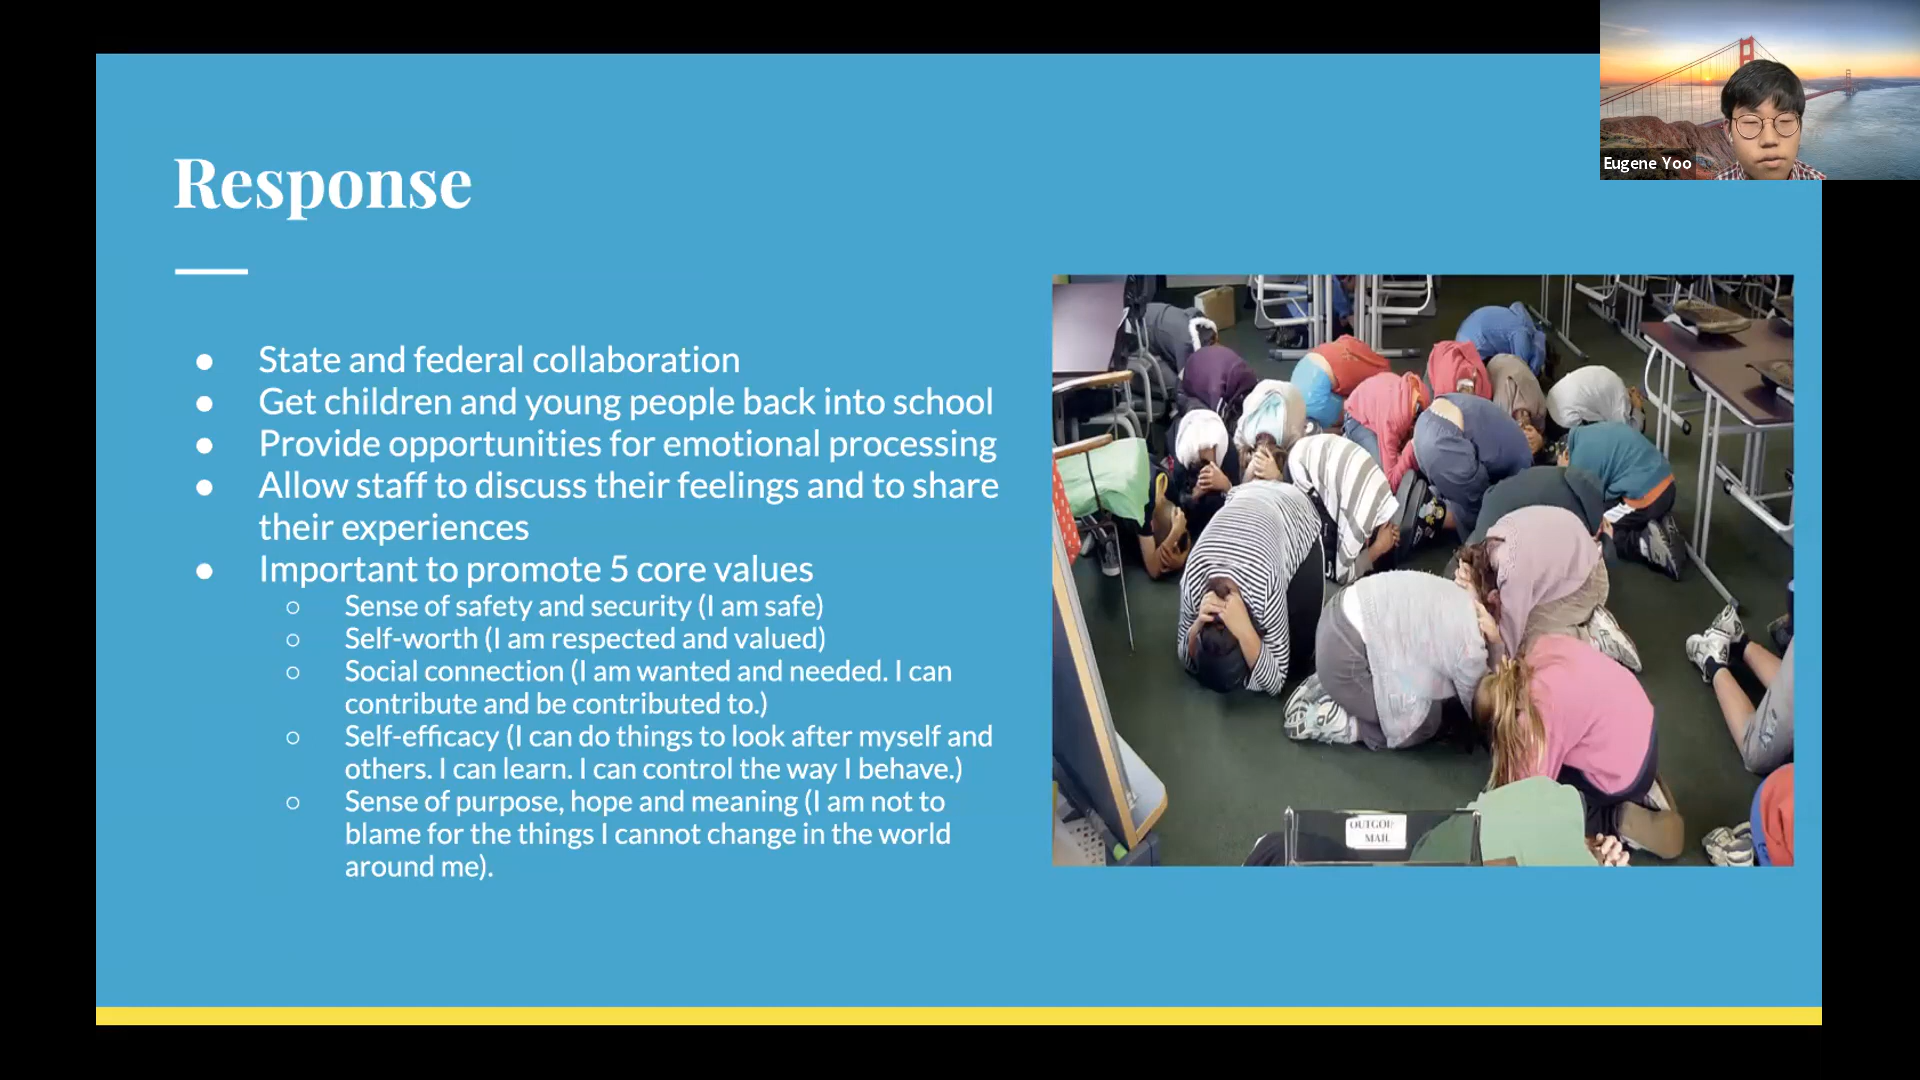 Eugene Yoo
Response
● State and federal collaboration
● Get children and young people back into school
● Provide opportunities for emotional processing
● Allow staff to discuss their feelings and to share
their experiences
● Important to promote 5 core values
○ Sense of safety and security (I am safe)
○ Self-worth (I am respected and valued)
○ Social connection (I am wanted and needed. I can
contribute and be contributed to.)
○ Self-efficacy (I can do things to look after myself and
others. I can learn. I can control the way I behave.)
○ Sense of purpose, hope and meaning (I am not to
blame for the things I cannot change in the world
around me).
MAIL